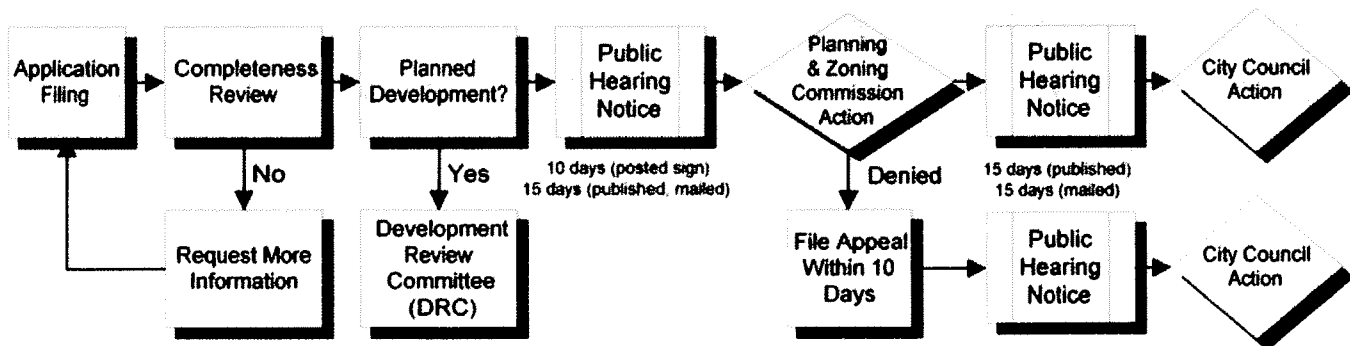 Application
Filing
Completeness
Review
Planned
Development?
Public
Hearing
Notice
10 days (posted sign)
15 days (published, mailed)
Planning
& Zoning
Commission
Action
Public
Hearing
Notice
15 days (published)
15 days (mailed)
City Council
Action
No
Yes
Denied
Request More
Information
Development
Review
Committee
(DRC)
File Appeal
Within 10
Days
Public
Hearing
Notice
City Council
Action